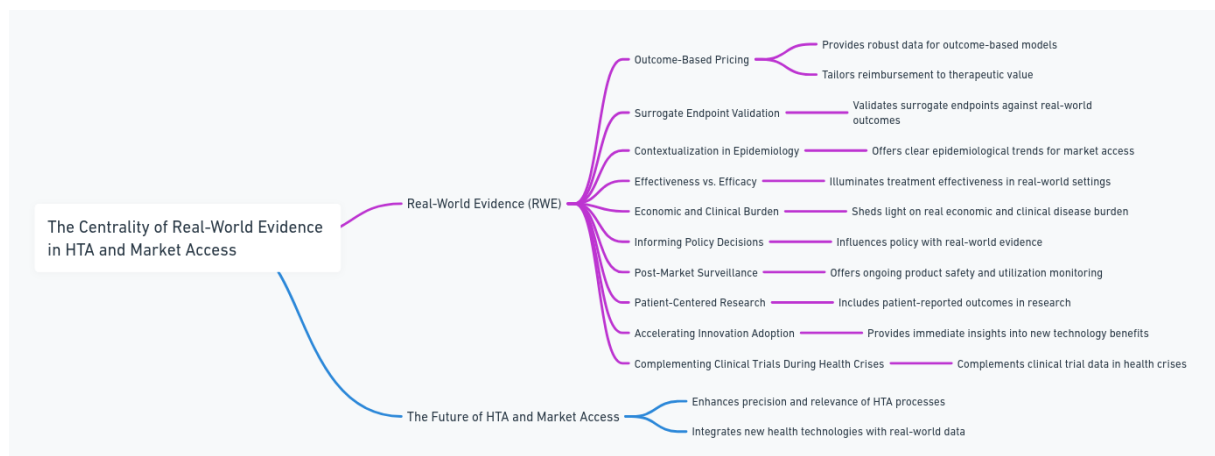 The Centrality of Real-World Evidence
in HTA and Market Access
Real-World Evidence (RWE)
Outcome-Based Pricing
Provides robust data for outcome-based models
Tailors reimbursement to therapeutic value
Surrogate Endpoint Validation
Validates surrogate endpoints against real-world
outcomes
Contextualization in Epidemiology
Offers clear epidemiological trends for market access
Effectiveness vs. Efficacy
Illuminates treatment effectiveness in real-world settings
Economic and Clinical Burden
Sheds light on real economic and clinical disease burden
Informing Policy Decisions
Influences policy with real-world evidence
Post-Market Surveillance
Offers ongoing product safety and utilization monitoring
Patient-Centered Research
Includes patient-reported outcomes in research
Accelerating Innovation Adoption
Provides immediate insights into new technology benefits
Complementing Clinical Trials During Health Crises
Complements clinical trial data in health crises
The Future of HTA and Market Access
Enhances precision and relevance of HTA processes
Integrates new health technologies with real-world data